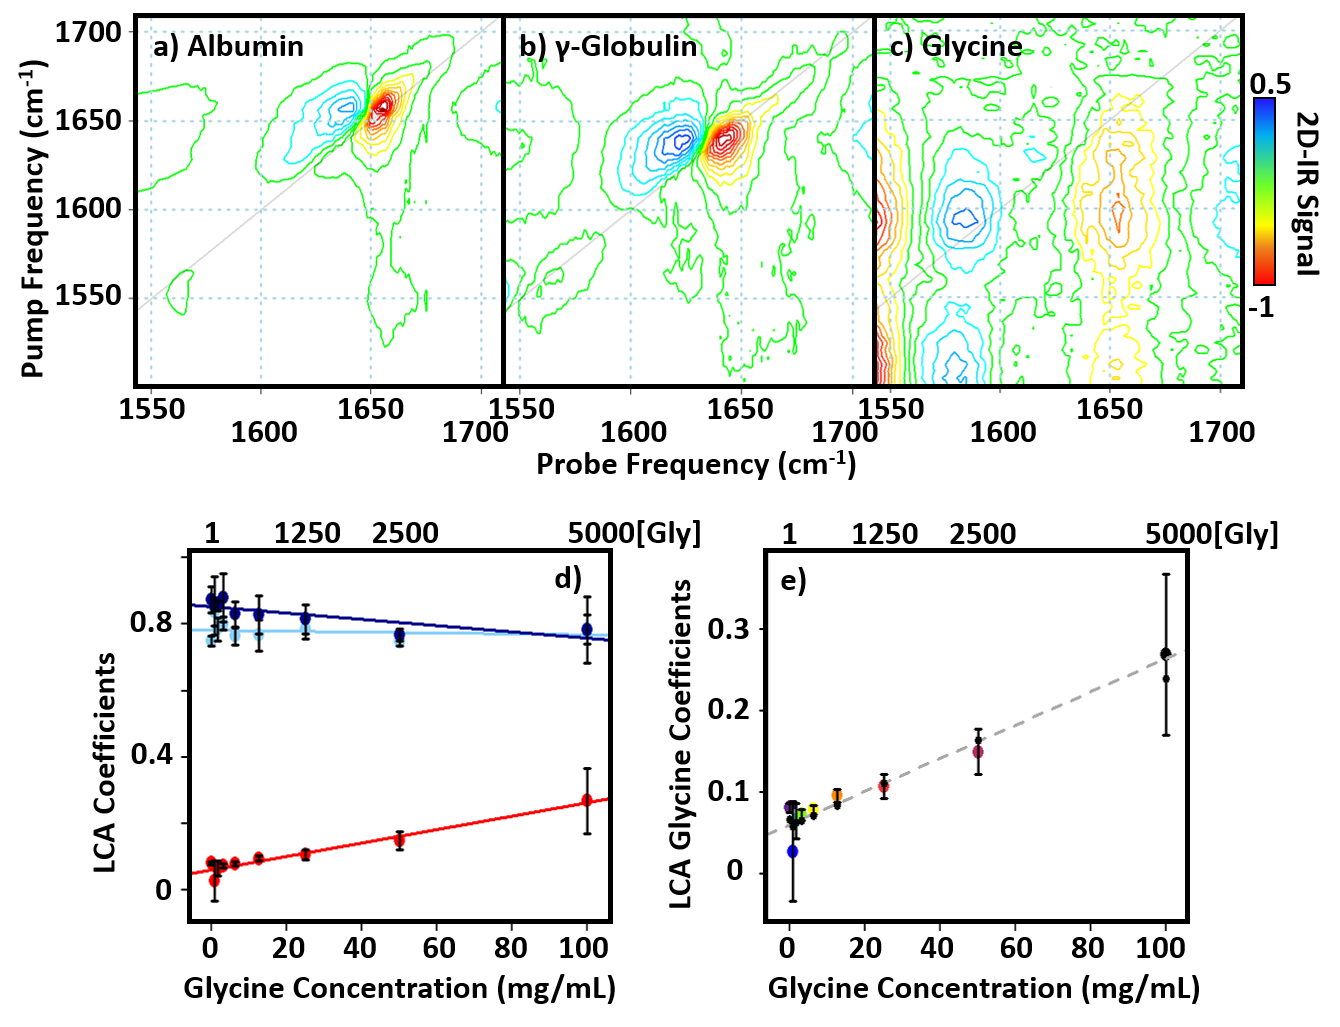 a) Albumin
b) γ-Globulin
c) Glycine
1700
1650
1600
1550
Pump Frequency (cm-1)
0.5
-1
2D-IR Signal
1550 1650 1550 1650 1550 1650
1600 1700 1600 1700 1600 1700
Probe Frequency (cm-1)
1 1250 2500 5000[Gly]
d)
0.8
0.4
0
LCA Coefficients
0 20 40 60 80 100
Glycine Concentration (mg/mL)
1 1250 2500 5000[Gly]
e)
0.3
0.2
0.1
0
LCA Glycine Coefficients
0 20 40 60 80 100
Glycine Concentration (mg/mL)